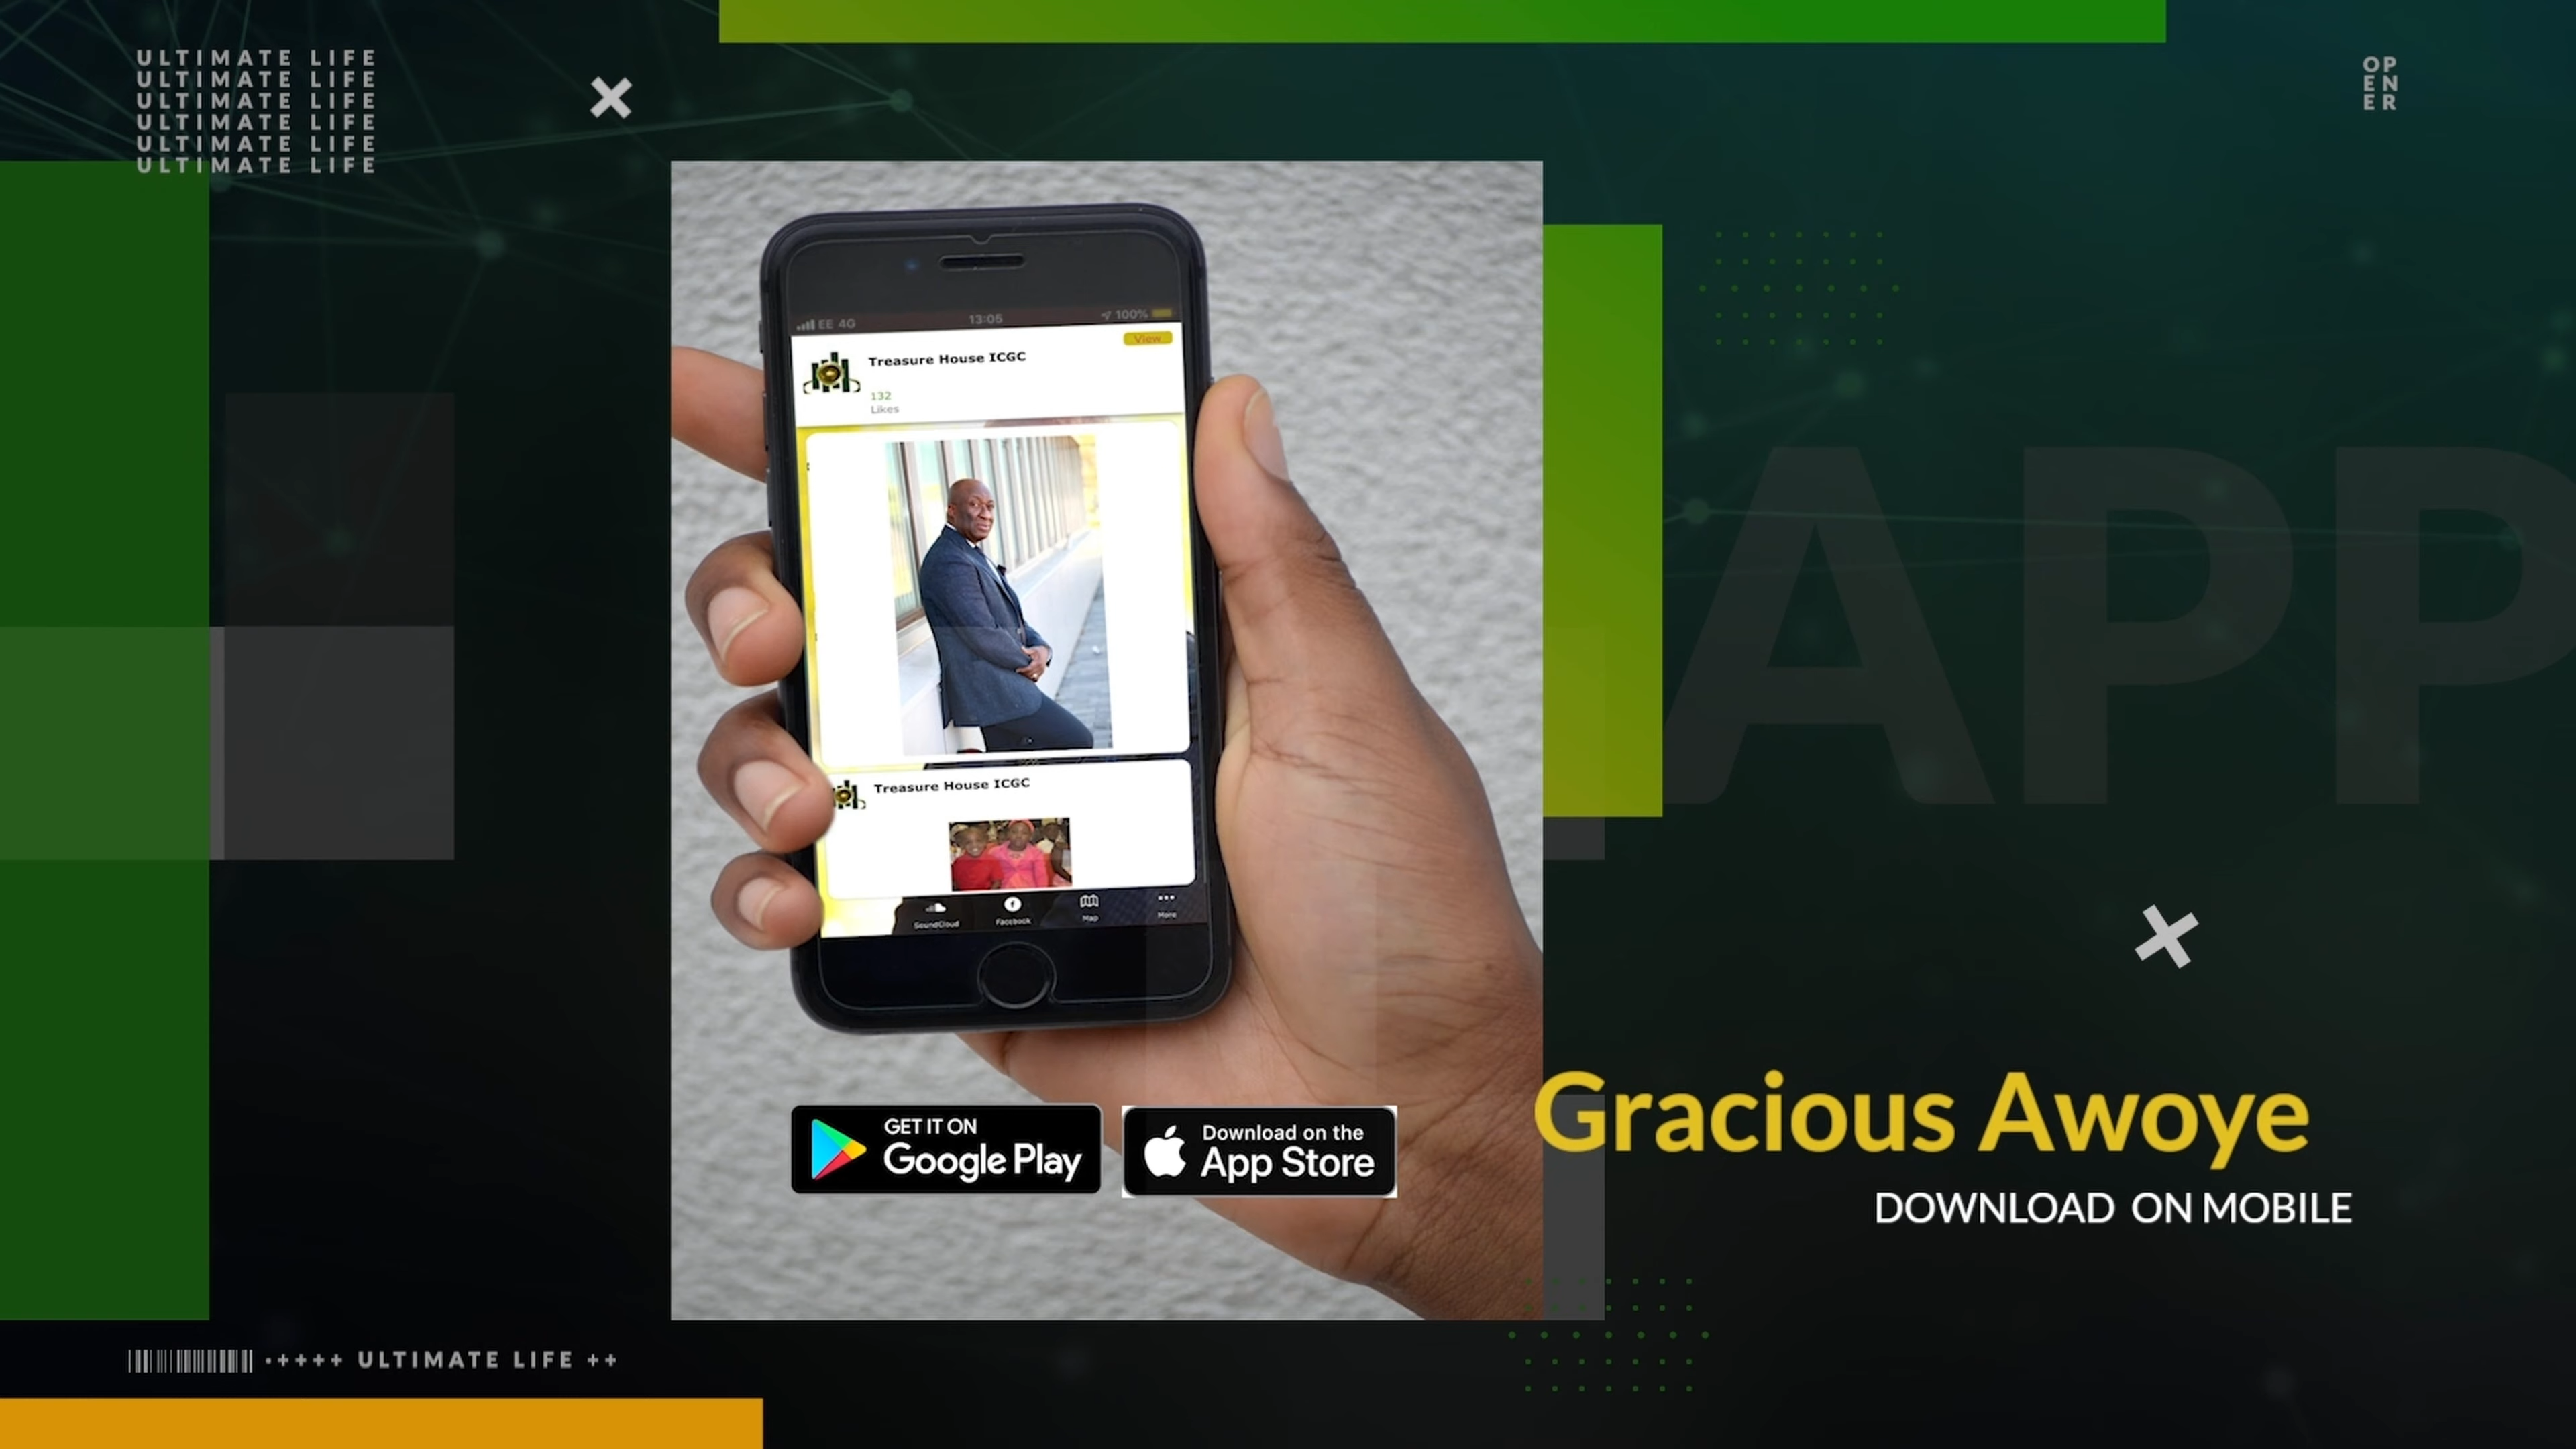 ULTIMATE LIFE
ULTIMATE LIFE
ULTIMATE LIFE
ULTIMATE LIFE
ULTIMATE LIFE
ULTIMATE LIFE
OP
EN
ER
EE 4G 13:05 100%
View
Treasure House ICGC
132
Likes
Treasure House ICGC
SoundCloud Facebook Map More
APP
GET IT ON
Google Play
Download on the
App Store
Gracious Awoye
DOWNLOAD ON MOBILE
++++ ULTIMATE LIFE ++